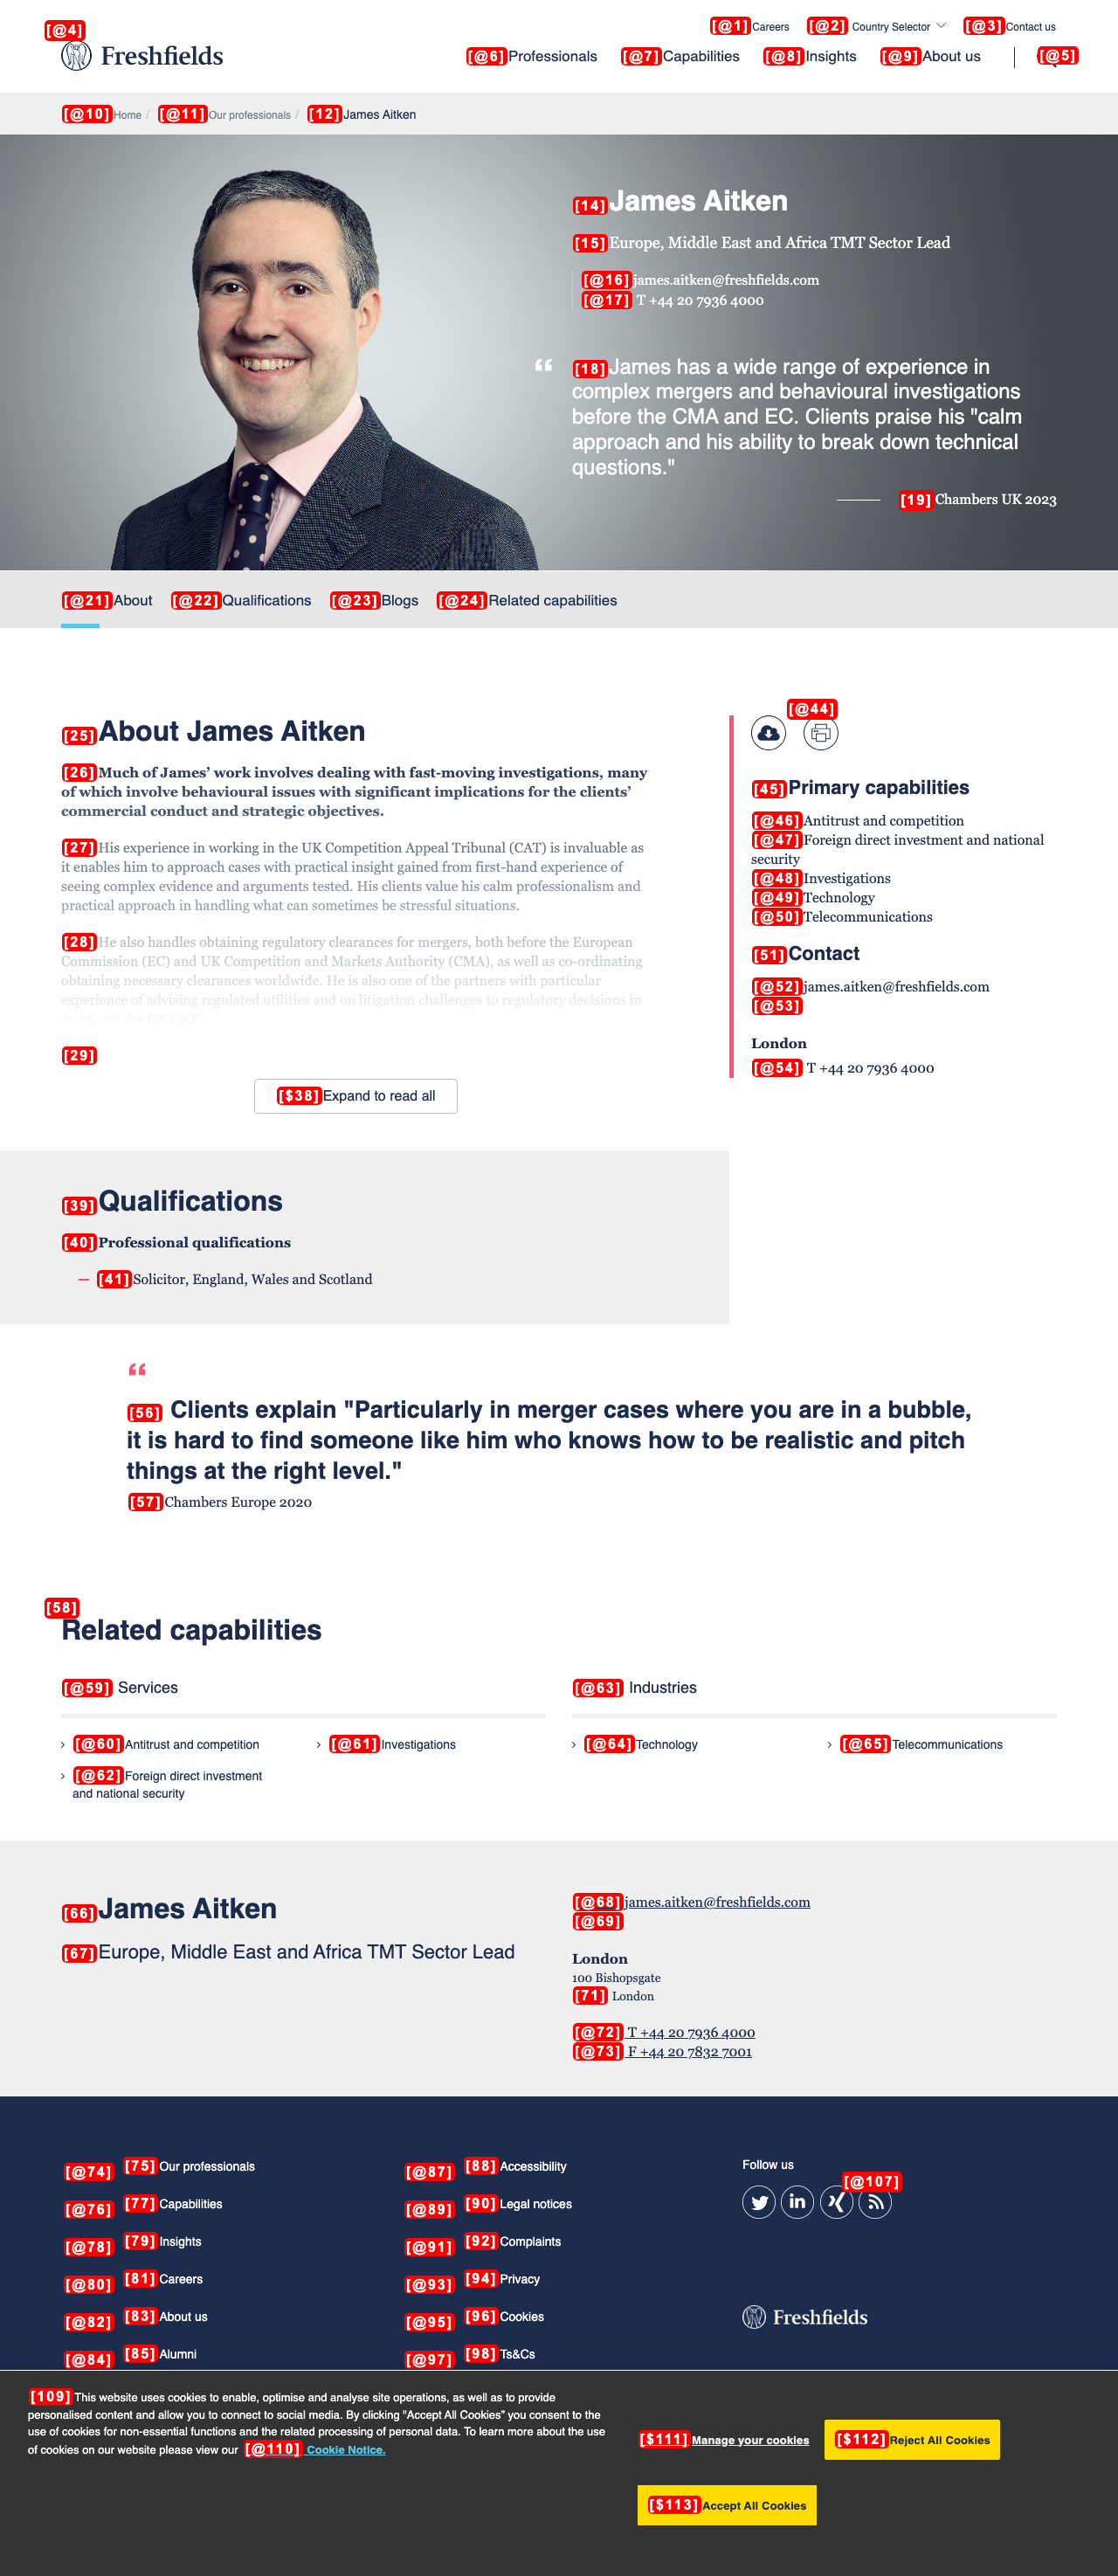 [@1] Careers [@2] Country Selector [@3] Contact us
[@4]
Freshfields
[@6] Professionals [@7] Capabilities [@8] Insights [@9] About us [@5]
[@10] Home / [@11] Our professionals / [12] James Aitken
[14] James Aitken
[15] Europe, Middle East and Africa TMT Sector Lead
[@16] james.aitken@freshfields.com
[@17] T +44 20 7936 4000
“
[18] James has a wide range of experience in
complex mergers and behavioural investigations
before the CMA and EC. Clients praise his "calm
approach and his ability to break down technical
questions."
[19] Chambers UK 2023
[@21] About [@22] Qualifications [@23] Blogs [@24] Related capabilities
[25] About James Aitken
[26] Much of James’ work involves dealing with fast-moving investigations, many
of which involve behavioural issues with significant implications for the clients’
commercial conduct and strategic objectives.
[27] His experience in working in the UK Competition Appeal Tribunal (CAT) is invaluable as
it enables him to approach cases with practical insight gained from first-hand experience of
seeing complex evidence and arguments tested. His clients value his calm professionalism and
practical approach in handling what can sometimes be stressful situations.
[28] He also handles obtaining regulatory clearances for mergers, both before the European
Commission (EC) and UK Competition and Markets Authority (CMA), as well as co-ordinating
obtaining necessary clearances worldwide. He is also one of the partners with particular
experience of advising regulated utilities and on litigation challenges to regulatory decisions in
court and the UK CAT.
[29]
[$38] Expand to read all
[@44]
[45] Primary capabilities
[@46] Antitrust and competition
[@47] Foreign direct investment and national
security
[@48] Investigations
[@49] Technology
[@50] Telecommunications
[51] Contact
[@52] james.aitken@freshfields.com
[@53]
London
[@54] T +44 20 7936 4000
[39] Qualifications
[40] Professional qualifications
[41] Solicitor, England, Wales and Scotland
“
[56] Clients explain "Particularly in merger cases where you are in a bubble,
it is hard to find someone like him who knows how to be realistic and pitch
things at the right level."
[57] Chambers Europe 2020
[58]
Related capabilities
[@59] Services
[@60] Antitrust and competition [@61] Investigations
[@62] Foreign direct investment
and national security
[@63] Industries
[@64] Technology [@65] Telecommunications
[66] James Aitken
[67] Europe, Middle East and Africa TMT Sector Lead
[@68] james.aitken@freshfields.com
[@69]
London
100 Bishopsgate
[71] London
[@72] T +44 20 7936 4000
[@73] F +44 20 7832 7001
[@74] [75] Our professionals
[@76] [77] Capabilities
[@78] [79] Insights
[@80] [81] Careers
[@82] [83] About us
[@84] [85] Alumni
[@87] [88] Accessibility
[@89] [90] Legal notices
[@91] [92] Complaints
[@93] [94] Privacy
[@95] [96] Cookies
[@97] [98] Ts&Cs
Follow us
[@107]
in
Freshfields
[109] This website uses cookies to enable, optimise and analyse site operations, as well as to provide
personalised content and allow you to connect to social media. By clicking "Accept All Cookies" you consent to the
use of cookies for non-essential functions and the related processing of personal data. To learn more about the use
of cookies on our website please view our [@110] Cookie Notice.
[$111] Manage your cookies [$112] Reject All Cookies
[$113] Accept All Cookies